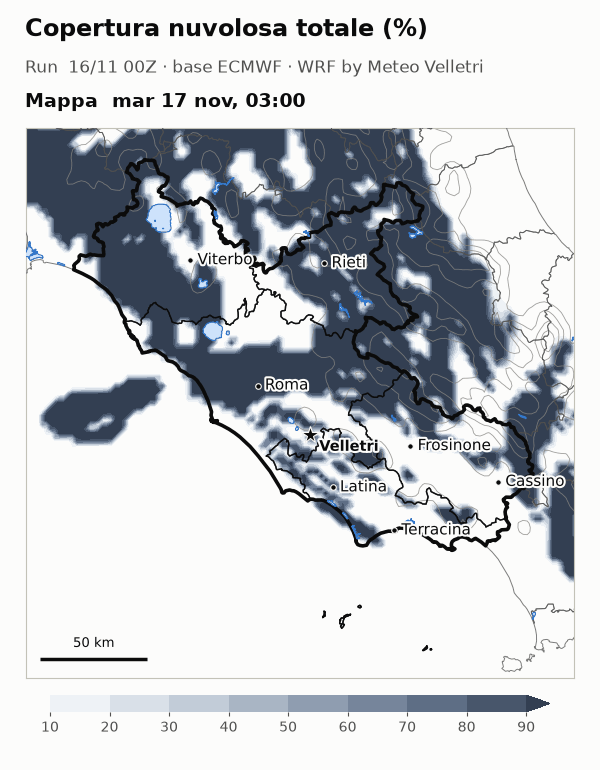 Copertura nuvolosa totale (%)
Run 16/11 00Z · base ECMWF · WRF by Meteo Velletri
Mappa mar 17 nov, 03:00
Viterbo
Rieti
Roma
Velletri
Frosinone
Cassino
Latina
Terracina
50 km
10 20 30 40 50 60 70 80 90